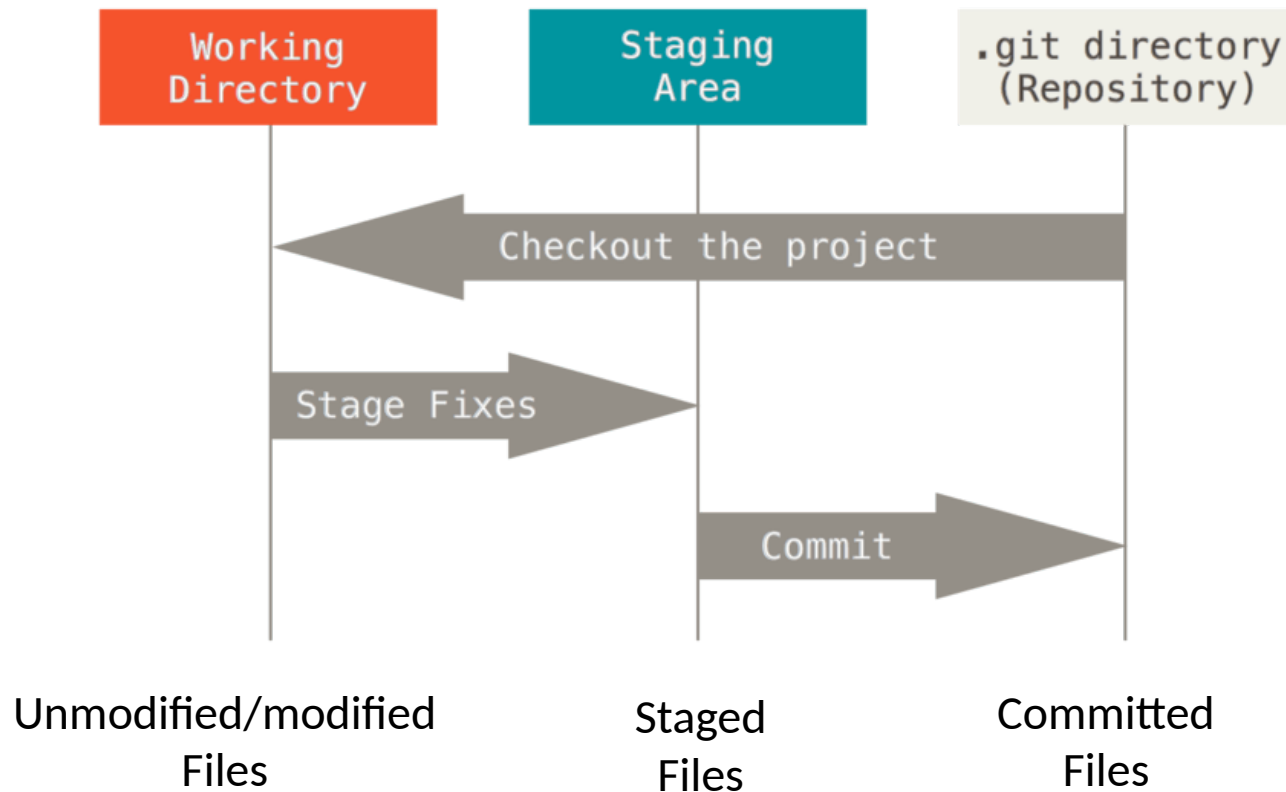 Working
Directory
Staging
Area
.git directory
(Repository)
Checkout the project
Stage Fixes
Commit
Unmodified/modified
Files
Staged
Files
Committed
Files